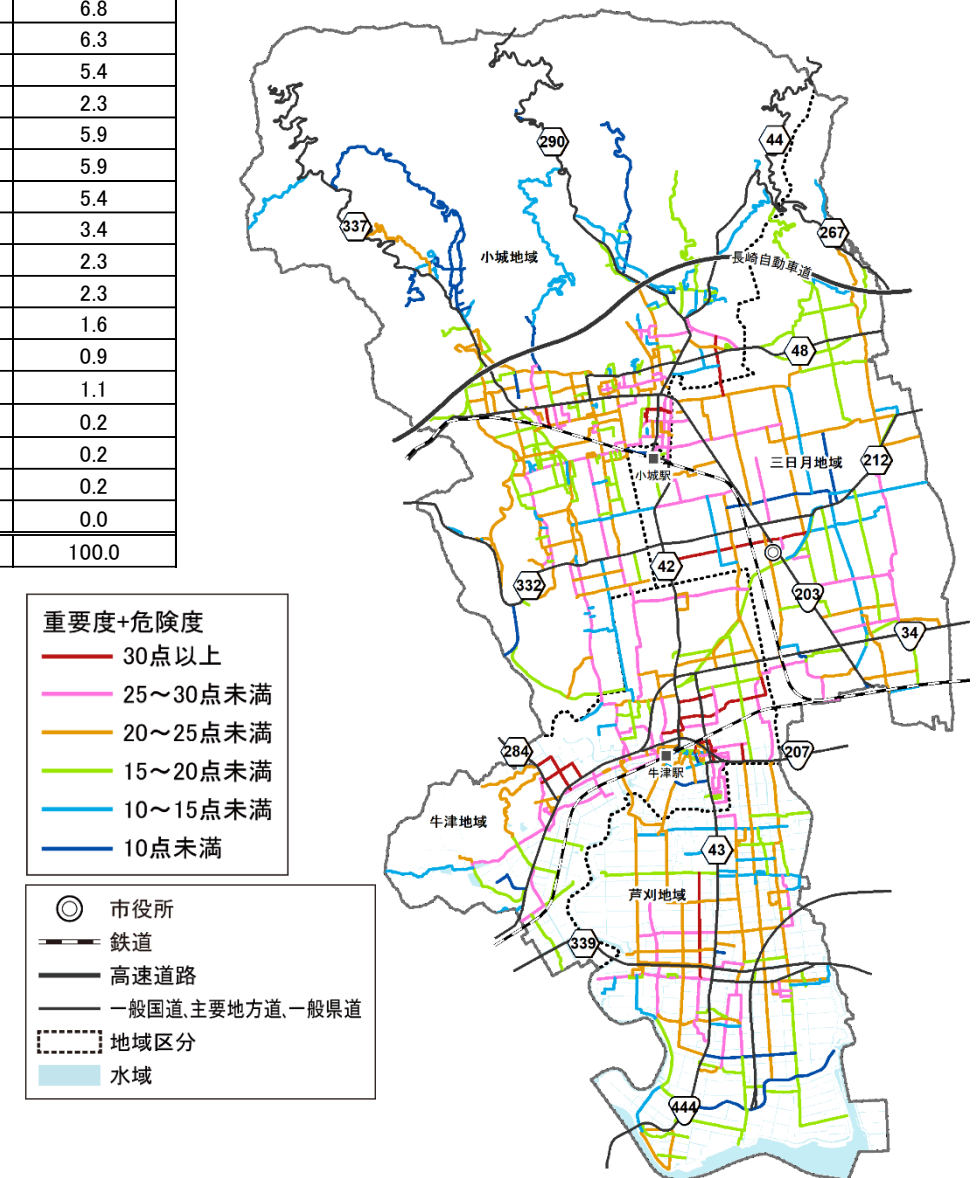 6.8
6.3
5.4
2.3
5.9
5.9
5.4
3.4
2.3
2.3
1.6
0.9
1.1
0.2
0.2
0.2
0.0
100.0
290
44
337
267
小城地域
長崎自動車道
48
三日月地域
212
小城駅
42
332
203
34
284
207
牛津駅
牛津地域
43
芦刈地域
339
444
重要度+危険度
30点以上
25～30点未満
20～25点未満
15～20点未満
10～15点未満
10点未満
市役所
鉄道
高速道路
一般国道、主要地方道、一般県道
地域区分
水域